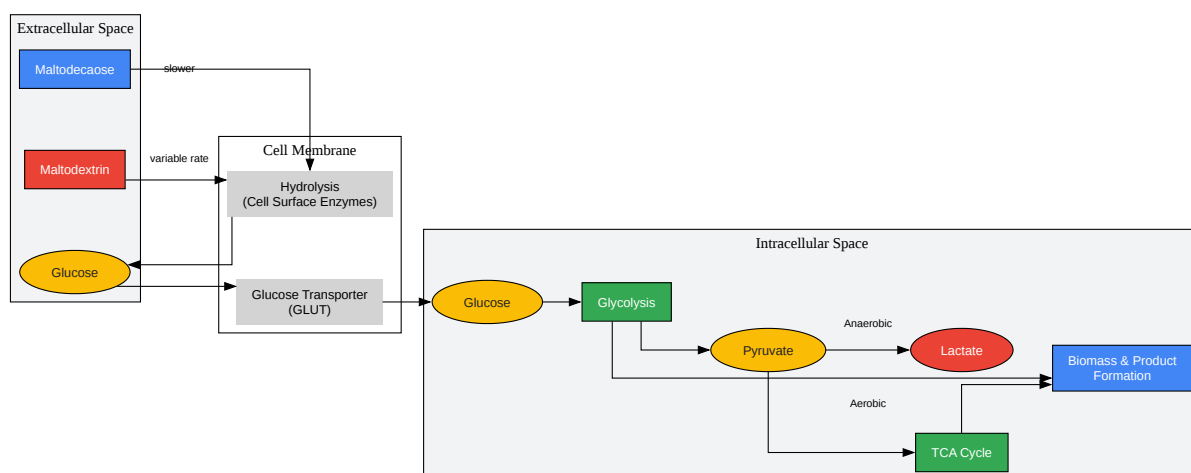 Extracellular Space
Maltodecaose
slower
Maltodextrin
variable rate
Cell Membrane
Hydrolysis
(Cell Surface Enzymes)
Glucose
Glucose Transporter
(GLUT)
Intracellular Space
Glucose
Glycolysis
Pyruvate
Anaerobic
Lactate
Biomass & Product
Formation
Aerobic
TCA Cycle